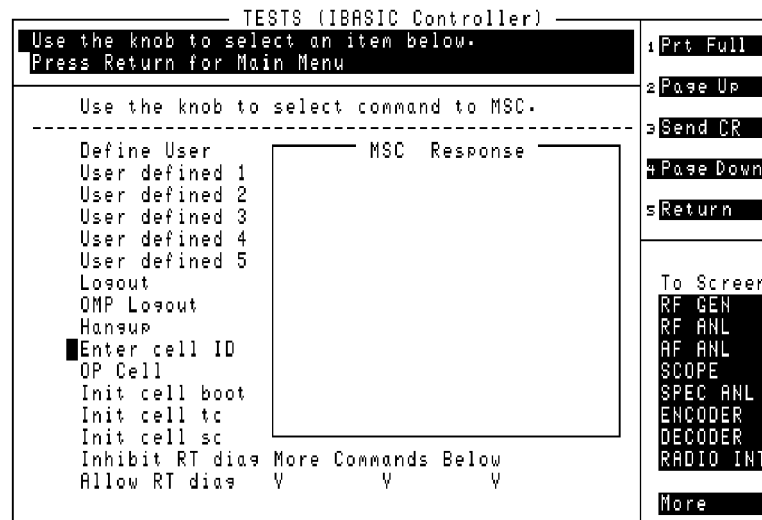 TESTS (IBASIC Controller)
Use the knob to select an item below.
Press Return for Main Menu
Use the knob to select command to MSC.
Define User
User defined 1
User defined 2
User defined 3
User defined 4
User defined 5
Logout
OMP Logout
Hangup
Enter cell ID
OP Cell
Init cell boot
Init cell tc
Init cell sc
Inhibit RT diag
Allow RT diag
MSC Response
More Commands Below
V V V
1 Prt Full
2 Page Up
3 Send CR
4 Page Down
5 Return
To Screen
RF GEN
RF ANL
AF ANL
SCOPE
SPEC ANL
ENCODER
DECODER
RADIO INT
More